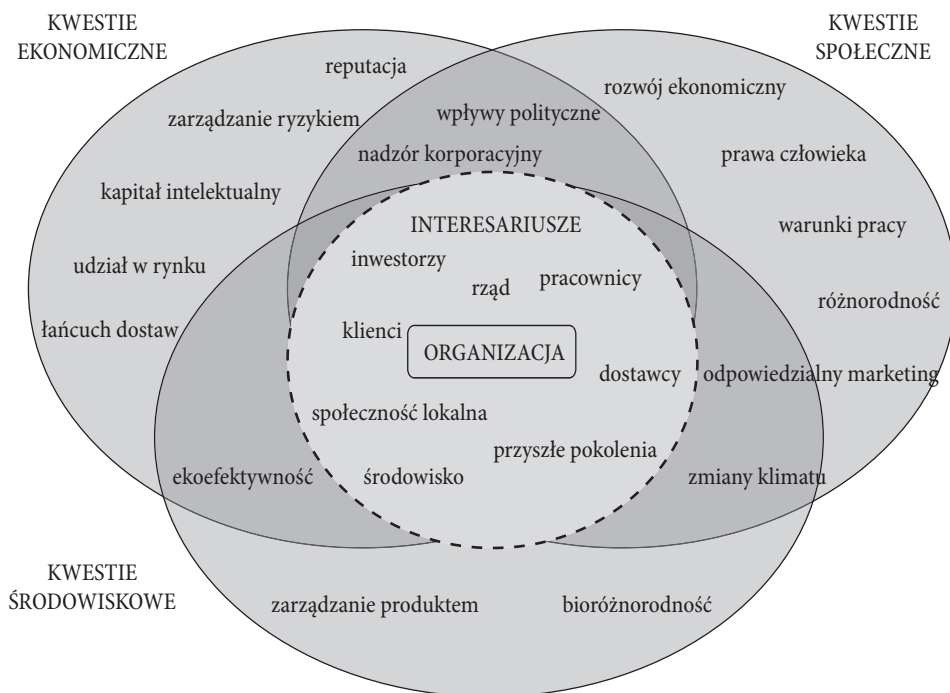 KWESTIE
EKONOMICZNE
KWESTIE
SPOŁECZNE
reputacja
rozwój ekonomiczny
zarządzanie ryzykiem
wpływy polityczne
nadzór korporacyjny
prawa człowieka
kapitał intelektualny
INTERESARIUSZE
warunki pracy
inwestorzy
udział w rynku
rząd
pracownicy
różnorodność
łańcuch dostaw
klienci
ORGANIZACJA
dostawcy
odpowiedzialny marketing
społeczność lokalna
przyszłe pokolenia
ekoefektywność
środowisko
zmiany klimatu
KWESTIE
ŚRODOWISKOWE
zarządzanie produktem
bioróżnorodność